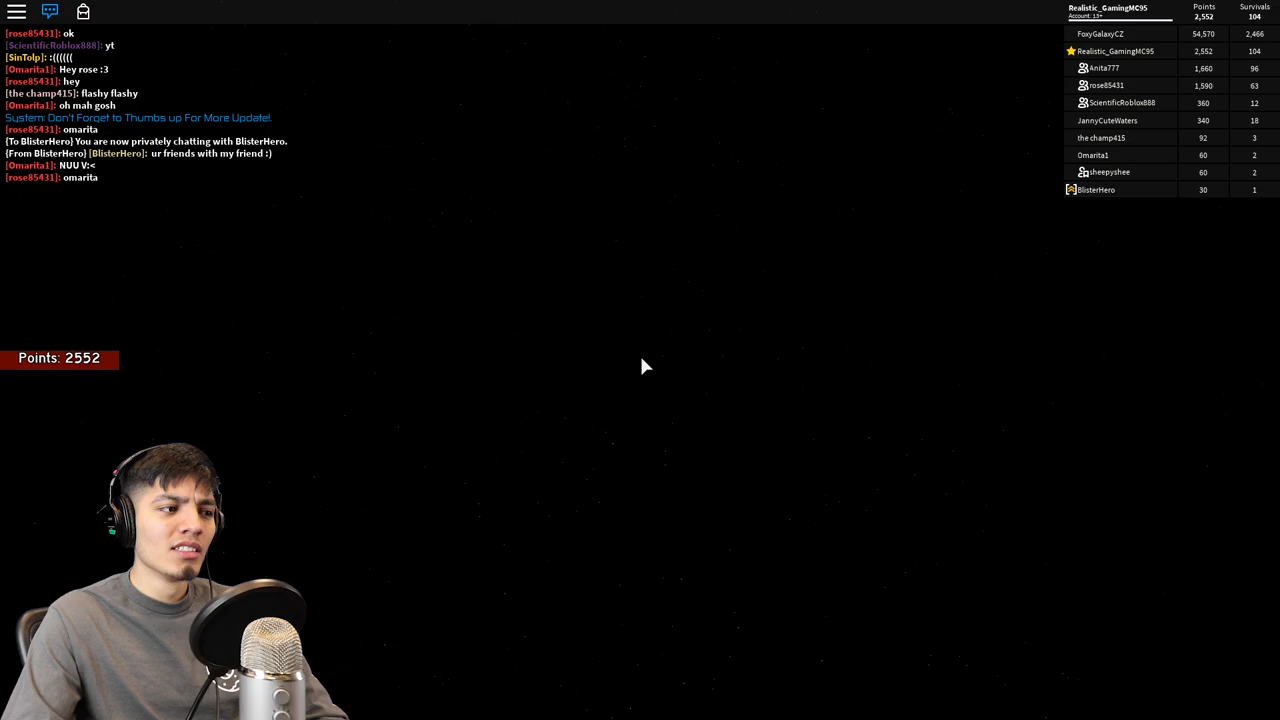 [rose85431]: ok
[ScientificRoblox888]: yt
[SinTolp]: :((((((
[Omarita1]: Hey rose :3
[rose85431]: hey
[the champ415]: flashy flashy
[Omarita1]: oh mah gosh
System: Don't Forget to Thumbs up For More Update!.
[rose85431]: omarita
{To BlisterHero} You are now privately chatting with BlisterHero.
{From BlisterHero} [BlisterHero]: ur friends with my friend :)
[Omarita1]: NUU V:<
[rose85431]: omarita
Points: 2552
Realistic_GamingMC95 Points Survivals
Account: 13+ 2,552 104
FoxyGalaxyCZ 54,570 2,466
Realistic_GamingMC95 2,552 104
Anita777 1,660 96
rose85431 1,590 63
ScientificRoblox888 360 12
JannyCuteWaters 340 18
the champ415 92 3
Omarita1 60 2
sheepyshee 60 2
BlisterHero 30 1